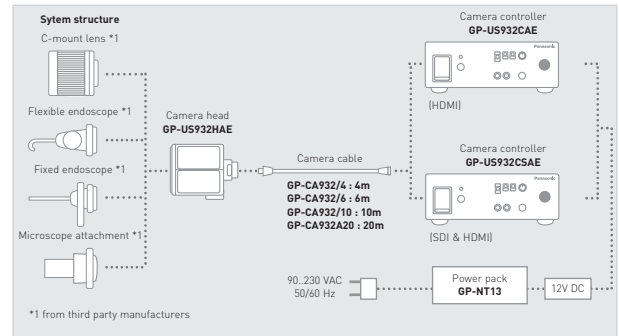 Sytem structure
C-mount lens *1
Flexible endoscope *1
Fixed endoscope *1
Microscope attachment *1
*1 from third party manufacturers
Camera head
GP-US932HAE
Camera cable
GP-CA932/4 : 4m
GP-CA932/6 : 6m
GP-CA932/10 : 10m
GP-CA932A20 : 20m
Camera controller
GP-US932CAE
Panasonic
(HDMI)
Camera controller
GP-US932CSAE
Panasonic
(SDI & HDMI)
90..230 VAC
50/60 Hz
Power pack
GP-NT13
12V DC